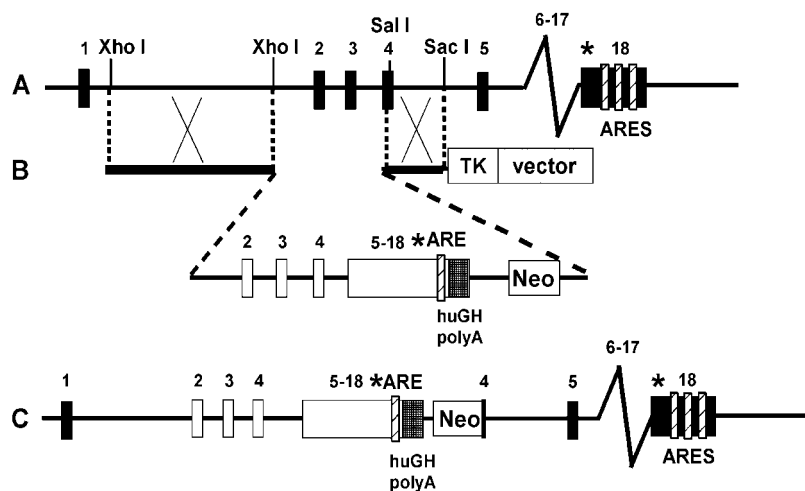 6-17
Sal I
1 Xho I Xho I 2 3 4 Sac I 5 * 18
A
ARES
B TK vector
2 3 4 5-18 *ARE
Neo
huGH
polyA
6-17
1 2 3 4 5-18 *ARE 4 5 * 18
C Neo
huGH
polyA
ARES